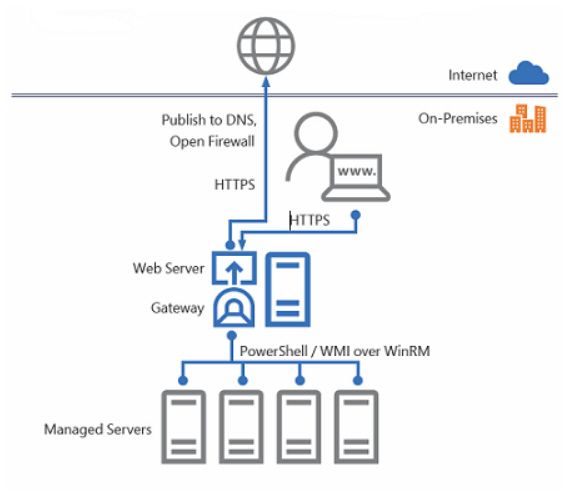 Internet
On-Premises
Publish to DNS,
Open Firewall
www.
HTTPS
HTTPS
Web Server
Gateway
PowerShell / WMI over WinRM
Managed Servers